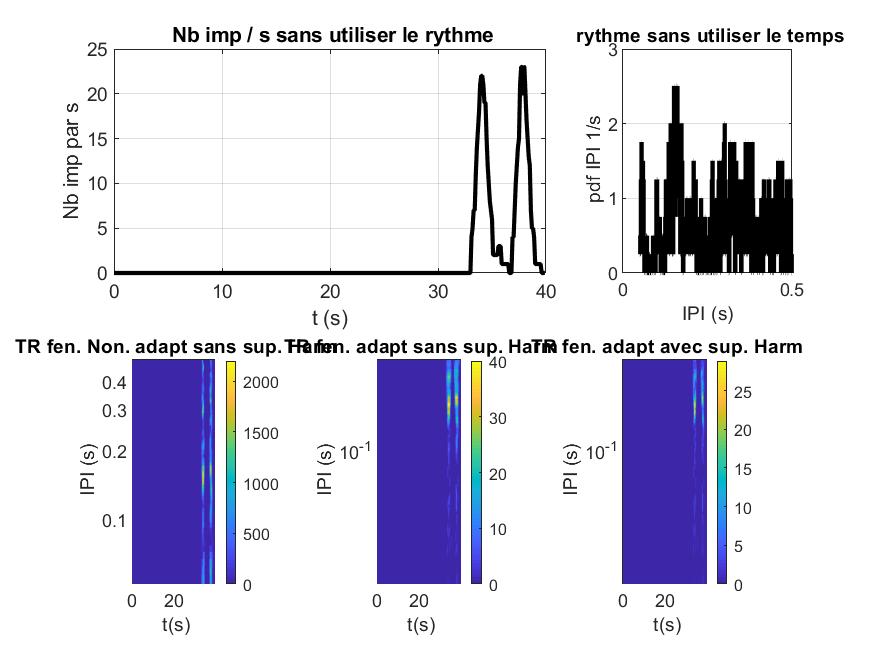 Nb imp / s sans utiliser le rythme
25
20
15
10
5
0
Nb imp par s
0 10 20 30 40
t (s)
rythme sans utiliser le temps
3
2
1
0
pdf IPI 1/s
0 0.5
IPI (s)
TR fen. Non. adapt sans sup. Harm
0.4
0.3
0.2
0.1
IPI (s)
0 20
t(s)
2000
1500
1000
500
0
TR fen. adapt sans sup. Harm
10-1
IPI (s)
0 20
t(s)
40
30
20
10
0
TR fen. adapt avec sup. Harm
10-1
IPI (s)
0 20
t(s)
25
20
15
10
5
0